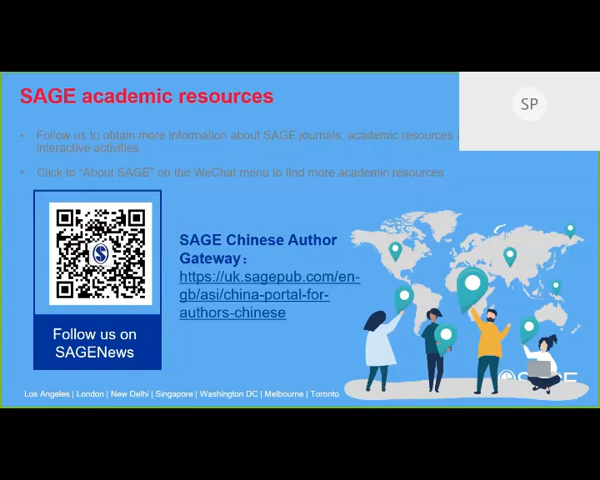 SAGE academic resources
SP
• Follow us to obtain more information about SAGE journals, academic resources
interactive activities
• Click to “About SAGE” on the WeChat menu to find more academic resources
SAGE Chinese Author
Gateway：
https://uk.sagepub.com/en-
gb/asi/china-portal-for-
authors-chinese
Follow us on
SAGENews
Los Angeles | London | New Delhi | Singapore | Washington DC | Melbourne | Toronto